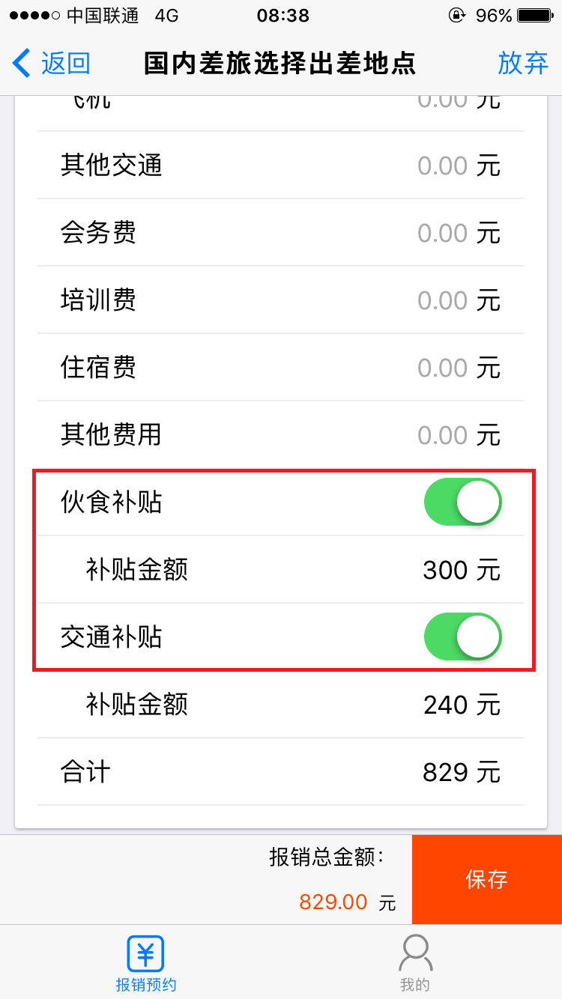 中国联通 4G 08:38 96%
返回 国内差旅选择出差地点 放弃
飞机 0.00 元
其他交通 0.00 元
会务费 0.00 元
培训费 0.00 元
住宿费 0.00 元
其他费用 0.00 元
伙食补贴
补贴金额 300 元
交通补贴
补贴金额 240 元
合计 829 元
报销总金额:
829.00 元
保存
报销预约 我的